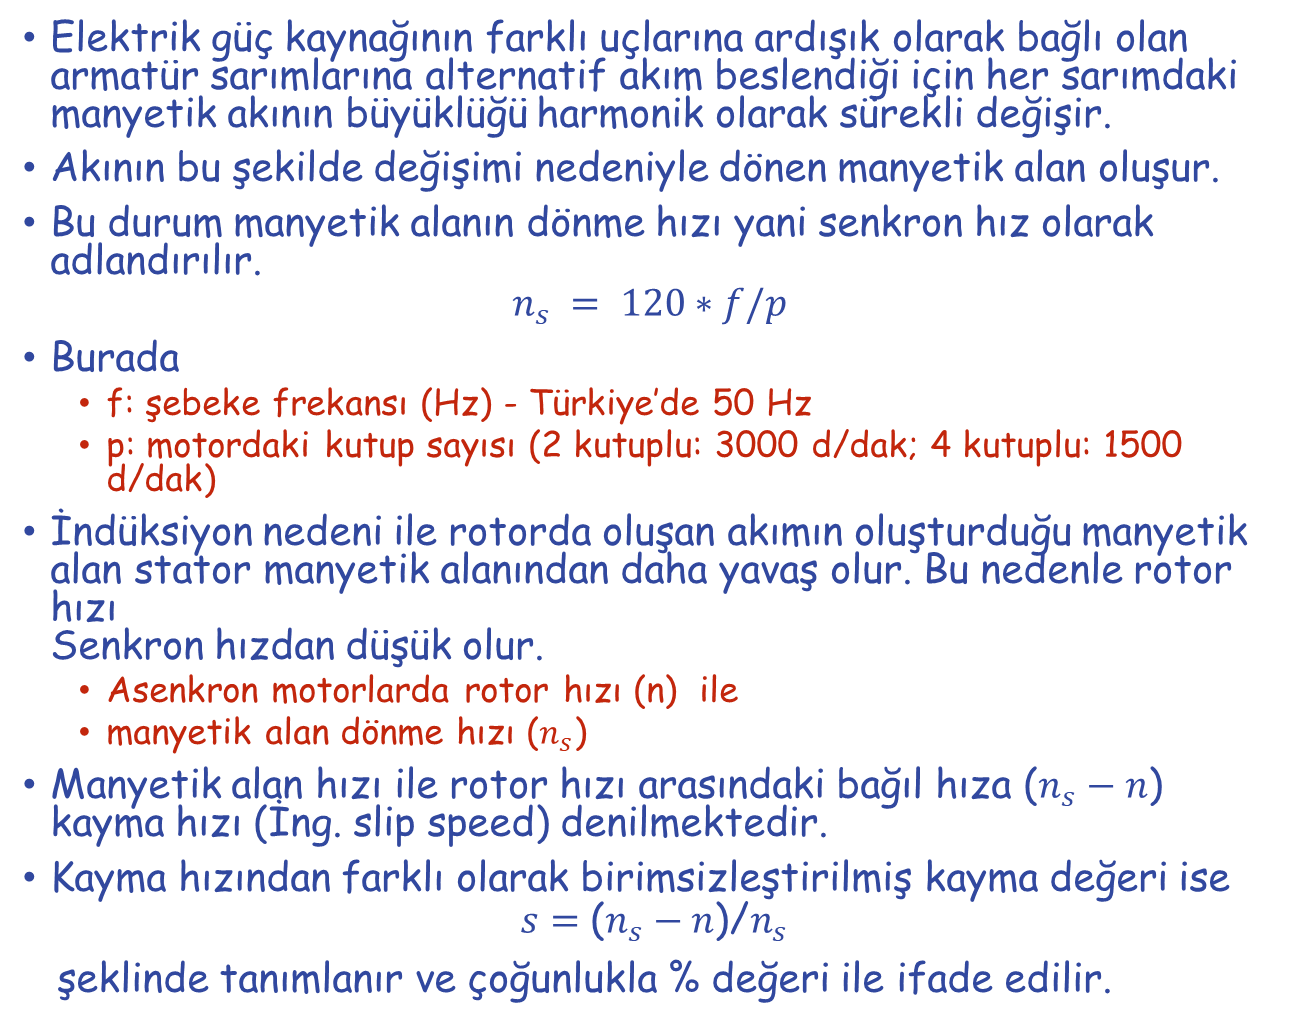 • Elektrik güç kaynağının farklı uçlarına ardışık olarak bağlı olan
armatür sarımlarına alternatif akım beslendiği için her sarımdaki
manyetik akının büyüklüğü harmonik olarak sürekli değişir.
• Akının bu şekilde değişimi nedeniyle dönen manyetik alan oluşur.
• Bu durum manyetik alanın dönme hızı yani senkron hız olarak
adlandırılır.
nₛ = 120 ∗ f/p
• Burada
• f: şebeke frekansı (Hz) - Türkiye’de 50 Hz
• p: motordaki kutup sayısı (2 kutuplu: 3000 d/dak; 4 kutuplu: 1500
d/dak)
• İndüksiyon nedeni ile rotorda oluşan akımın oluşturduğu manyetik
alan stator manyetik alanından daha yavaş olur. Bu nedenle rotor
hızı
Senkron hızdan düşük olur.
• Asenkron motorlarda rotor hızı (n) ile
• manyetik alan dönme hızı (nₛ)
• Manyetik alan hızı ile rotor hızı arasındaki bağıl hıza (nₛ − n)
kayma hızı (İng. slip speed) denilmektedir.
• Kayma hızından farklı olarak birimsizleştirilmiş kayma değeri ise
s = (nₛ − n)/nₛ
şeklinde tanımlanır ve çoğunlukla % değeri ile ifade edilir.